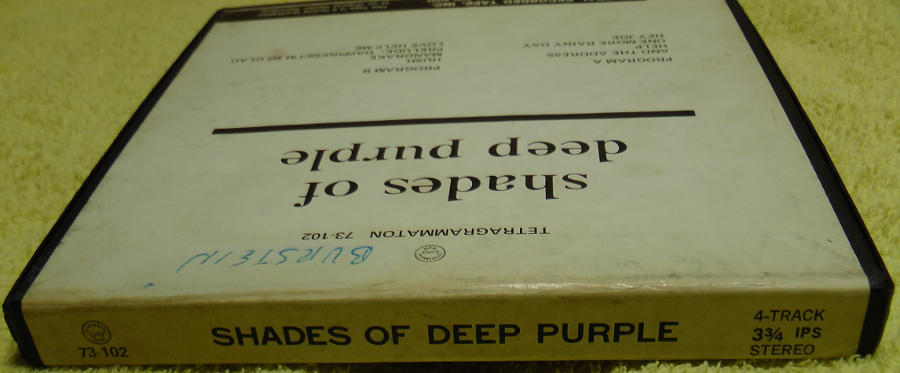 BURSTEIN
TETRAGRAMMATON 73-102
shades of
deep purple
PROGRAM A
AND THE ADDRESS
HELP
ONE MORE RAINY DAY
HEY JOE
PROGRAM B
HUSH
MANDRAKE
PRELUDE- HAPPINESS/I'M SO GLAD
LOVE HELP ME
RECORDED TAPE, INC.
73-102
SHADES OF DEEP PURPLE
4-TRACK
3¾ IPS
STEREO